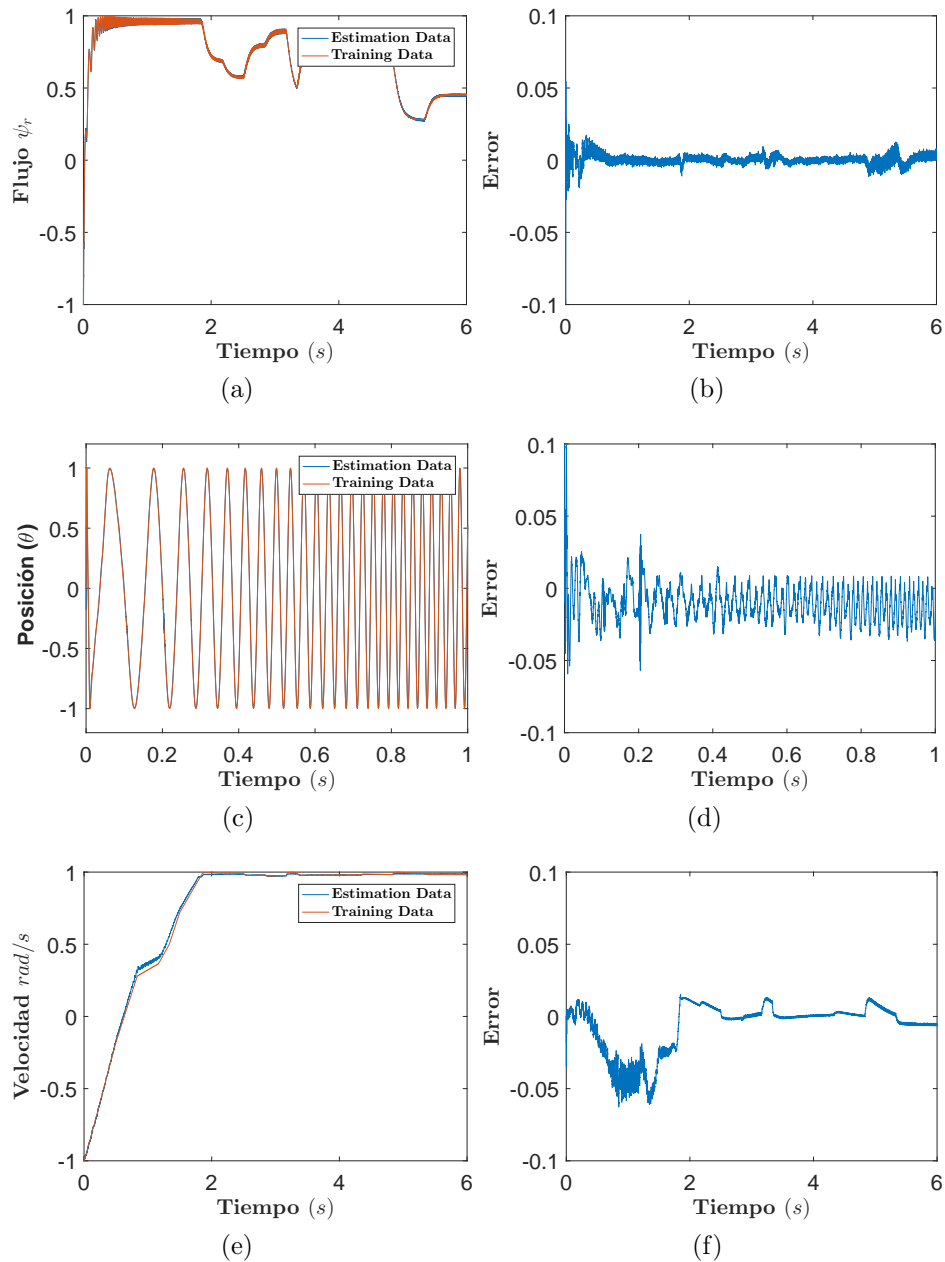 1
0.5
0
-0.5
-1
Flujo ψr
Estimation Data
Training Data
0
2
4
6
Tiempo (s)
(a)
0.1
0.05
0
-0.05
-0.1
Error
0
2
4
6
Tiempo (s)
(b)
1
0.5
0
-0.5
-1
Posición (θ)
Estimation Data
Training Data
0
0.2
0.4
0.6
0.8
1
Tiempo (s)
(c)
0.1
0.05
0
-0.05
-0.1
Error
0
0.2
0.4
0.6
0.8
1
Tiempo (s)
(d)
1
0.5
0
-0.5
-1
Velocidad rad/s
Estimation Data
Training Data
0
2
4
6
Tiempo (s)
(e)
0.1
0.05
0
-0.05
-0.1
Error
0
2
4
6
Tiempo (s)
(f)